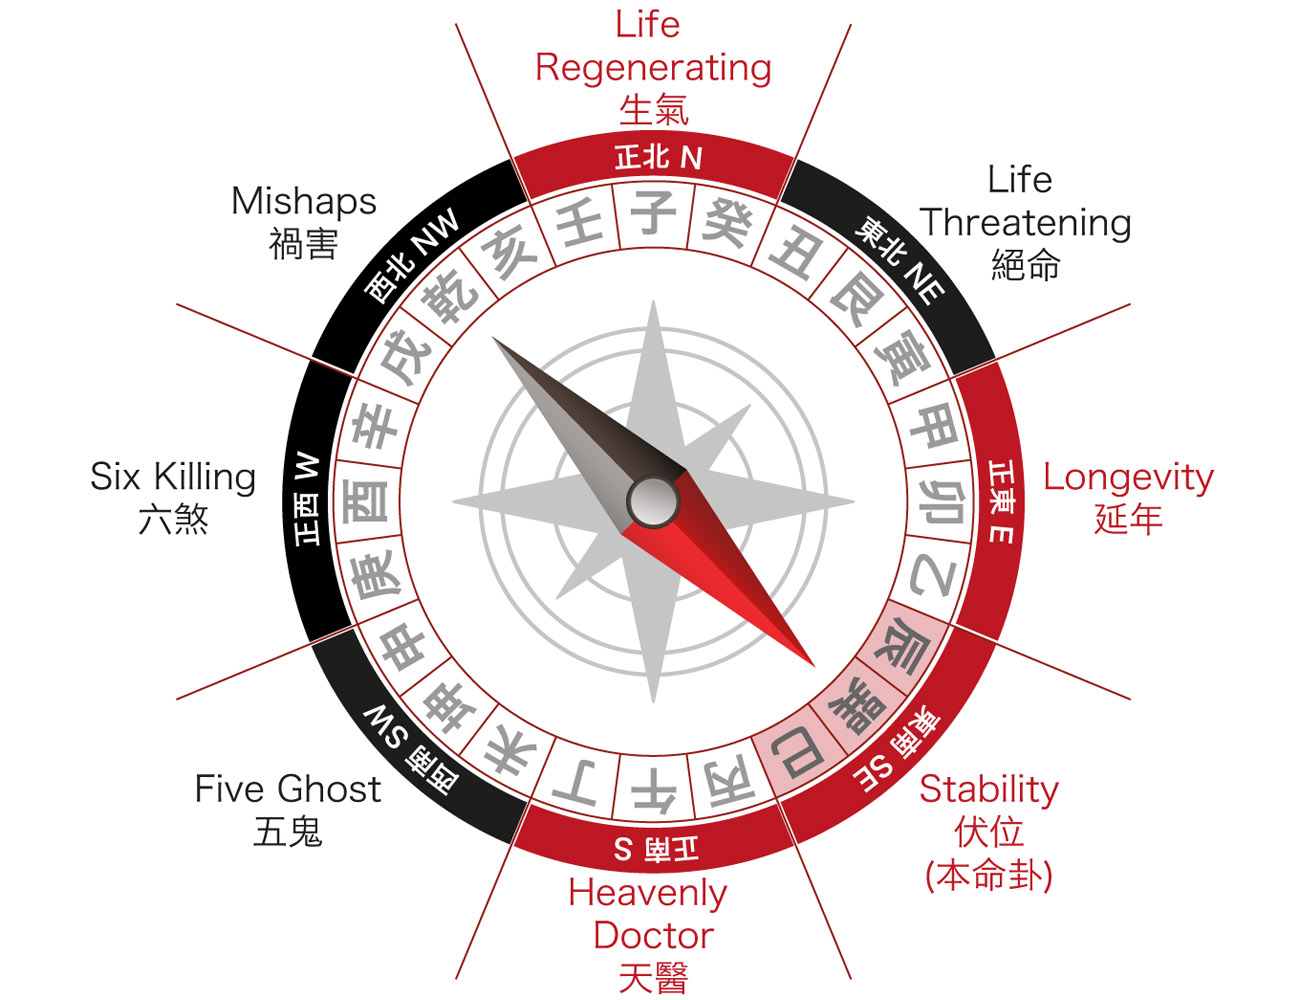 Life
Regenerating
生氣
Life
Threatening
絕命
Longevity
延年
Stability
伏位
(本命卦)
Heavenly
Doctor
天醫
Five Ghost
五鬼
Six Killing
六煞
Mishaps
禍害
正北 N
東北 NE
正東 E
東南 SE
正南 S
西南 SW
正西 W
西北 NW
壬
子
癸
丑
艮
寅
甲
卯
乙
辰
巽
巳
丙
午
丁
未
坤
申
庚
酉
辛
戌
乾
亥